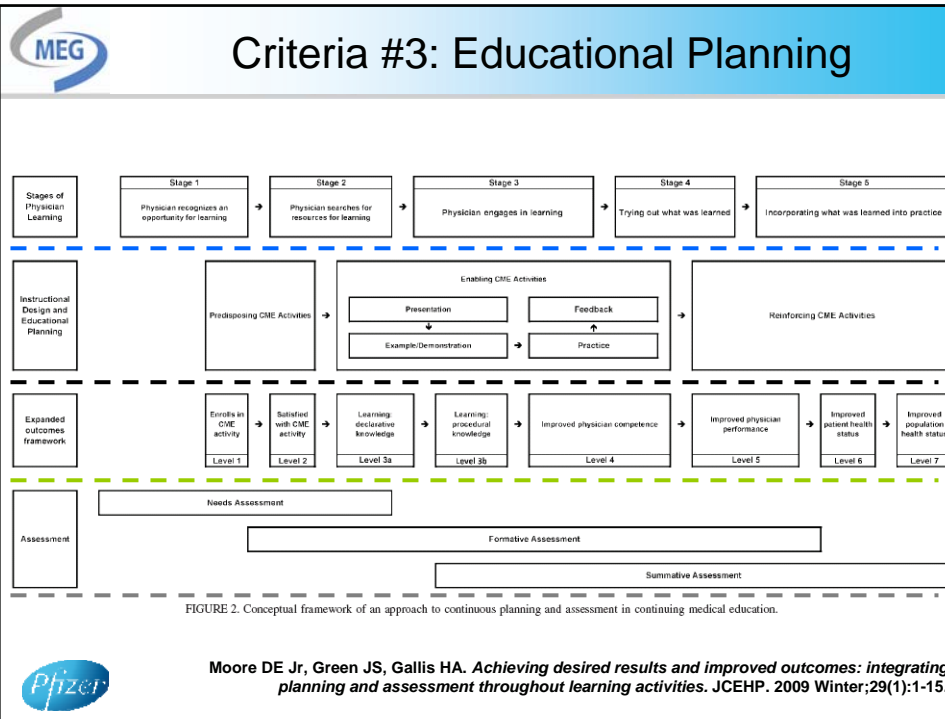 MEG
Criteria #3: Educational Planning
Stages of
Physician
Learning
Stage 1
Physician recognizes an
opportunity for learning
Stage 2
Physician searches for
resources for learning
Stage 3
Physician engages in learning
Stage 4
Trying out what was learned
Stage 5
Incorporating what was learned into practice
Instructional
Design and
Educational
Planning
Predisposing CME Activities
Enabling CME Activities
Presentation
Example/Demonstration
Feedback
Practice
Reinforcing CME Activities
Expanded
outcomes
framework
Enrolls in
CME
activity
Level 1
Satisfied
with CME
activity
Level 2
Learning:
declarative
knowledge
Level 3a
Learning:
procedural
knowledge
Level 3b
Improved physician competence
Level 4
Improved physician
performance
Level 5
Improved
patient health
status
Level 6
Improved
population
health status
Level 7
Assessment
Needs Assessment
Formative Assessment
Summative Assessment
FIGURE 2. Conceptual framework of an approach to continuous planning and assessment in continuing medical education.
Pfizer
Moore DE Jr, Green JS, Gallis HA. Achieving desired results and improved outcomes: integrating
planning and assessment throughout learning activities. JCEHP. 2009 Winter;29(1):1-15.